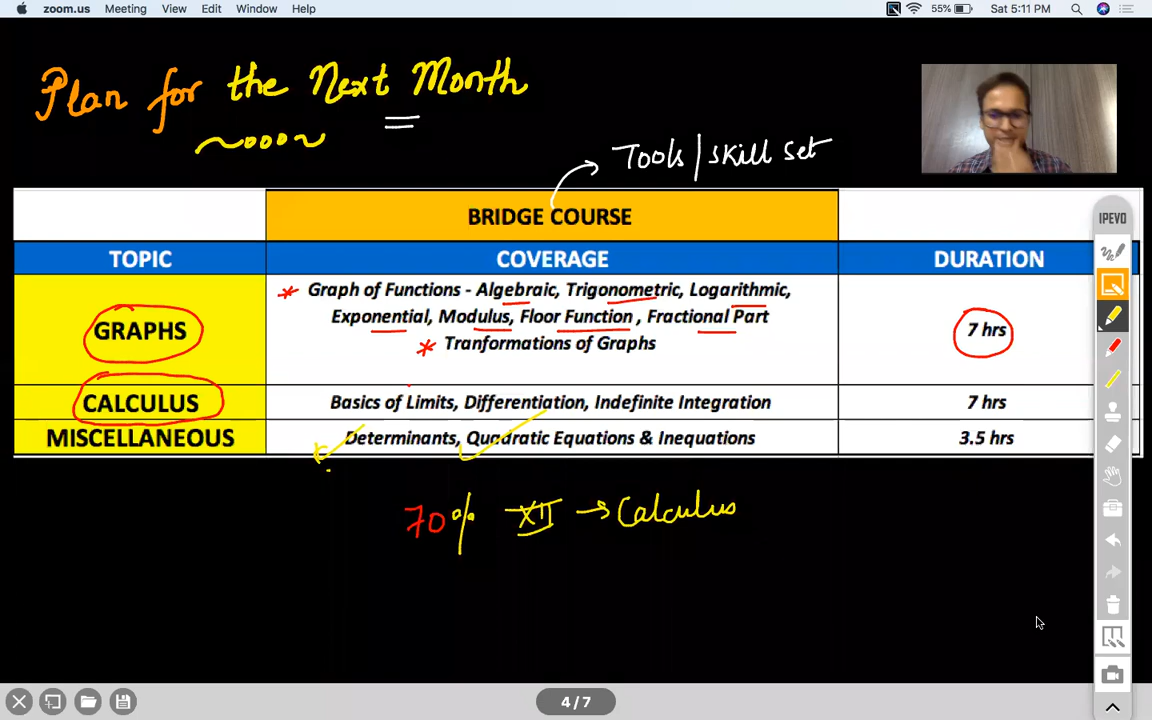 zoom.us Meeting View Edit Window Help 55% Sat 5:11 PM
Plan for the Next Month
Tools/skill set
BRIDGE COURSE
TOPIC COVERAGE DURATION
GRAPHS
Graph of Functions - Algebraic, Trigonometric, Logarithmic,
Exponential, Modulus, Floor Function , Fractional Part
Tranformations of Graphs
7 hrs
CALCULUS Basics of Limits, Differentiation, Indefinite Integration 7 hrs
MISCELLANEOUS Determinants, Quadratic Equations & Inequations 3.5 hrs
70% XII → Calculus
IPEVO
4/7